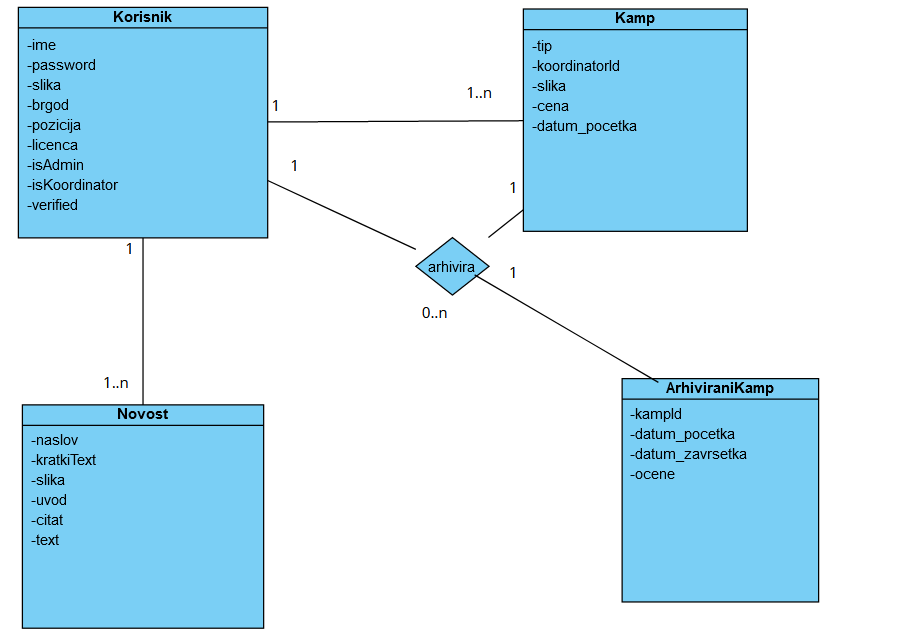 Korisnik
-ime
-password
-slika
-brgod
-pozicija
-licenca
-isAdmin
-isKoordinator
-verified
Kamp
-tip
-koordinatorId
-slika
-cena
-datum_pocetka
1
1..n
1
1
arhivira
1
0..n
1
1..n
Novost
-naslov
-kratkiText
-slika
-uvod
-citat
-text
ArhiviraniKamp
-kampId
-datum_pocetka
-datum_zavrsetka
-ocene